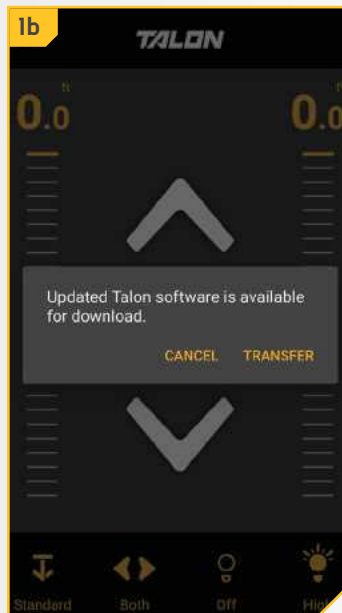 1b
TALON
ft
0.0
0.0
Updated Talon software is available
for download.
CANCEL TRANSFER
Standard Both Off High